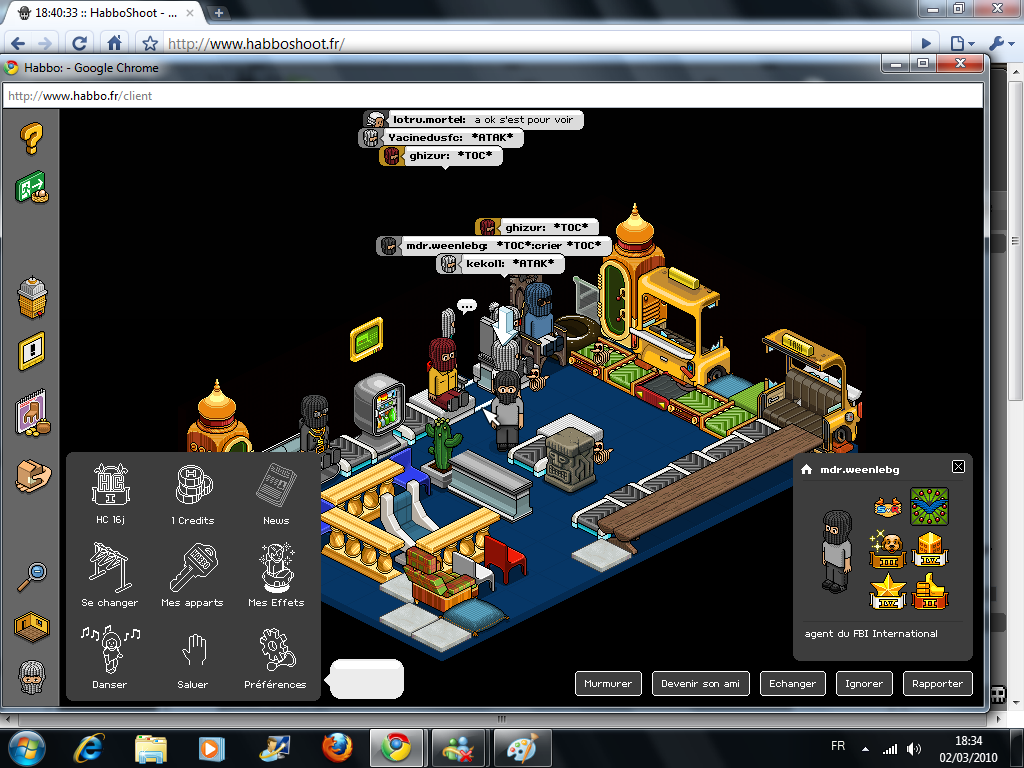 18:40:33 :: HabboShoot - ...
http://www.habboshoot.fr/
Habbo: - Google Chrome
http://www.habbo.fr/client
lotru.mortel: a ok s'est pour voir
Yacinedusfc: *ATAK*
ghizur: *TOC*
ghizur: *TOC*
mdr.weenlebg: *TOC*:crier *TOC*
kekoll: *ATAK*
...
TAXI
HC 16j
1 Credits
News
Se changer
Mes apparts
Mes Effets
Danser
Saluer
Préférences
mdr.weenlebg
agent du FBI International
Murmurer
Devenir son ami
Echanger
Ignorer
Rapporter
FR
18:34
02/03/2010